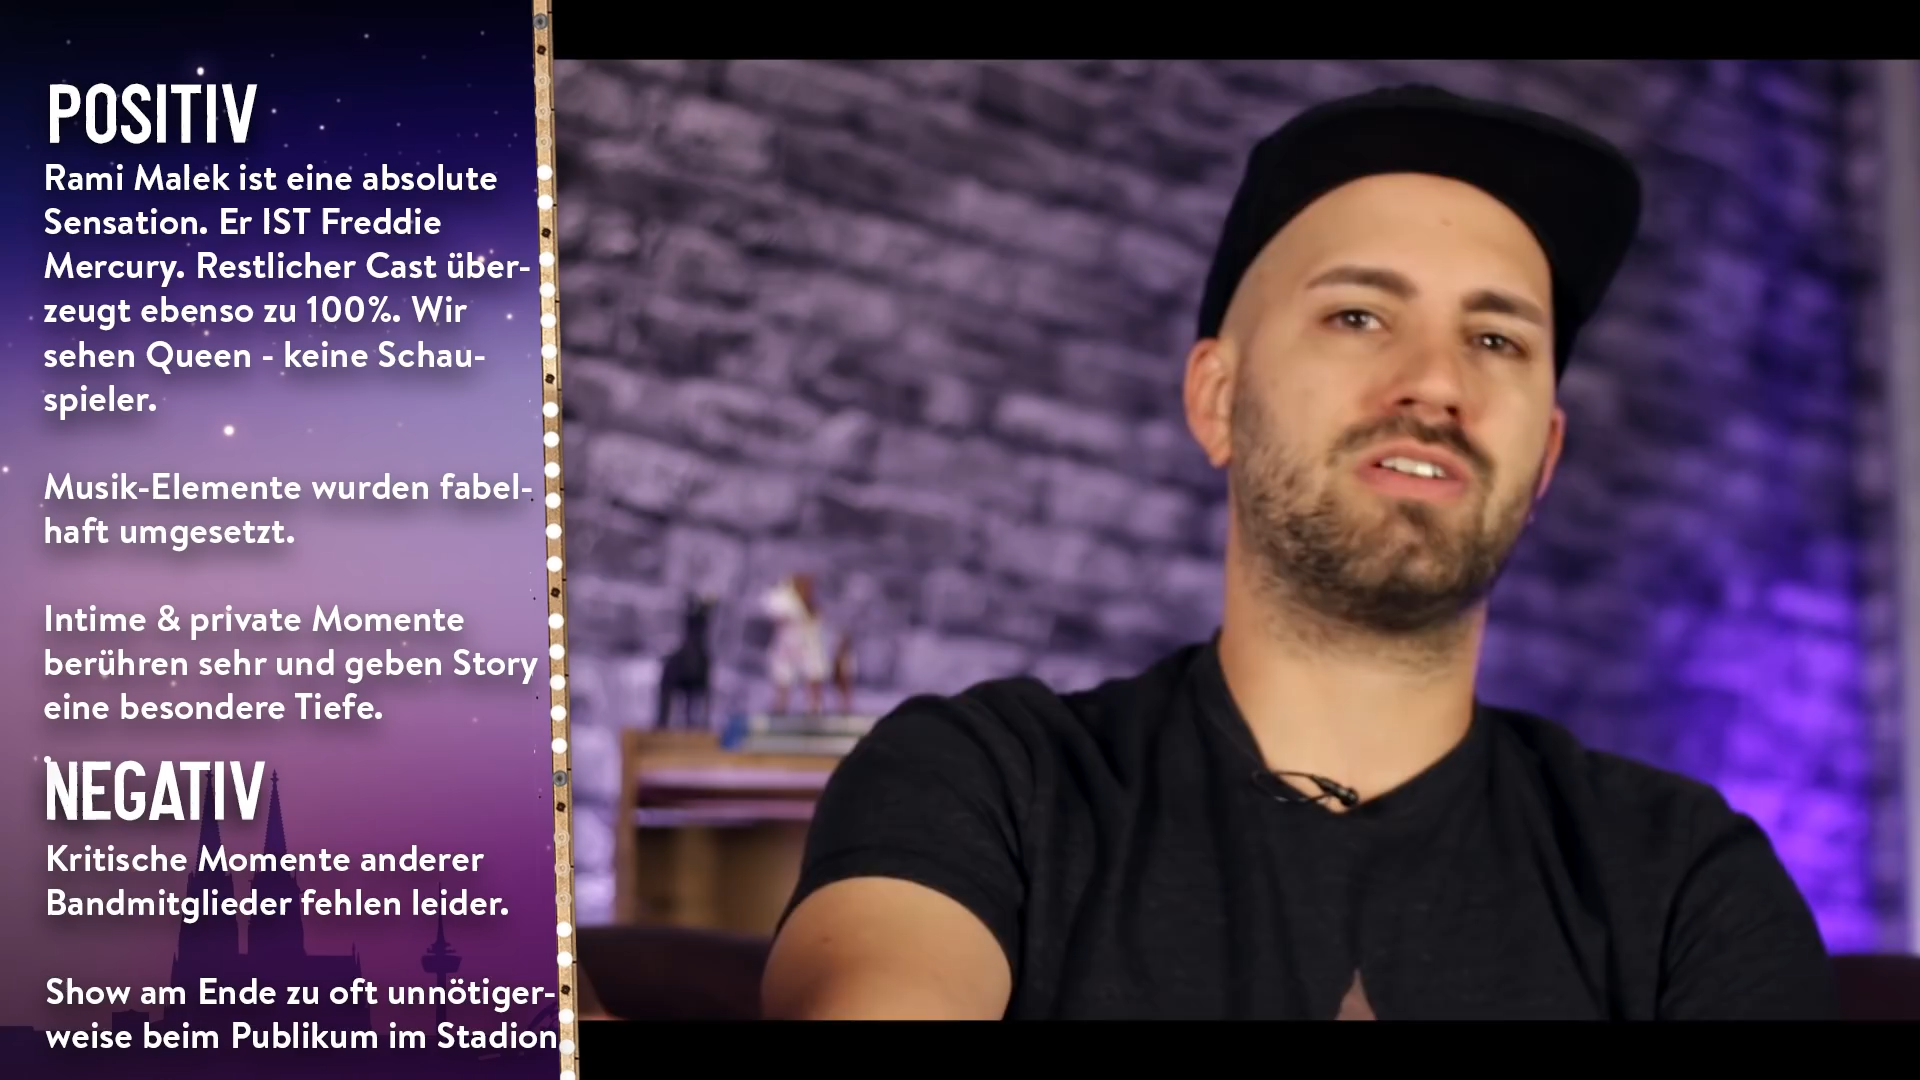 POSITIV
Rami Malek ist eine absolute
Sensation. Er IST Freddie
Mercury. Restlicher Cast über-
zeugt ebenso zu 100%. Wir
sehen Queen - keine Schau-
spieler.
Musik-Elemente wurden fabel-
haft umgesetzt.
Intime & private Momente
berühren sehr und geben Story
eine besondere Tiefe.
NEGATIV
Kritische Momente anderer
Bandmitglieder fehlen leider.
Show am Ende zu oft unnötiger-
weise beim Publikum im Stadion